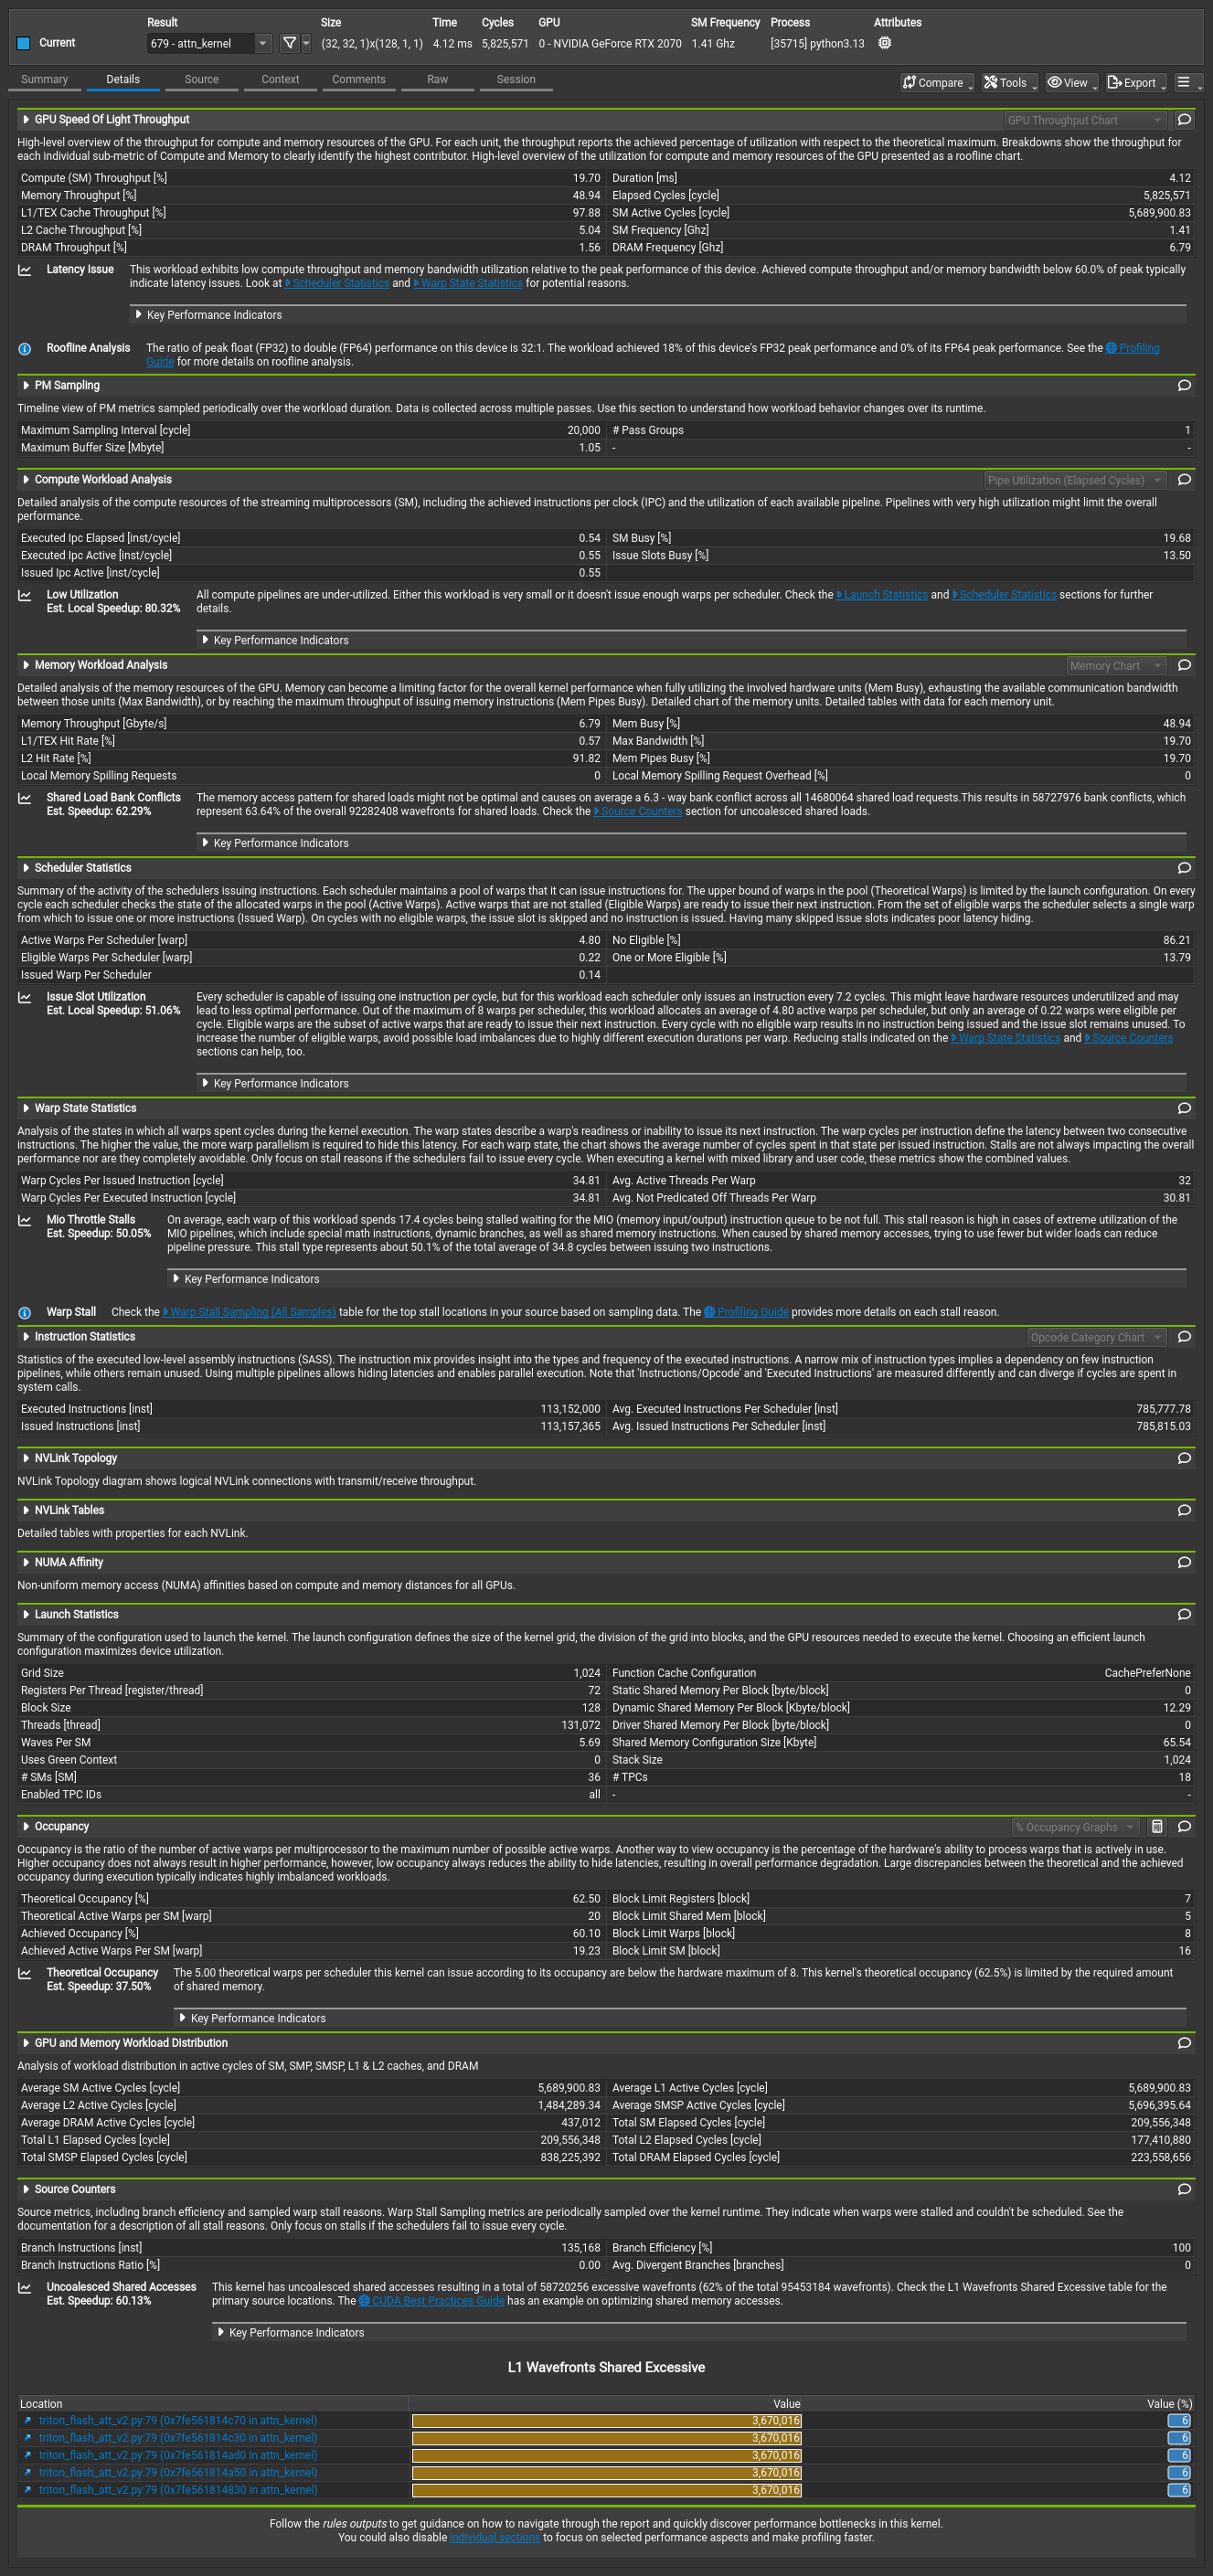 Result Size Time Cycles GPU SM Frequency Process Attributes
Current 679 - attn_kernel (32, 32, 1)x(128, 1, 1) 4.12 ms 5,825,571 0 - NVIDIA GeForce RTX 2070 1.41 Ghz [35715] python3.13
Summary Details Source Context Comments Raw Session Compare Tools View Export
GPU Speed Of Light Throughput GPU Throughput Chart
High-level overview of the throughput for compute and memory resources of the GPU. For each unit, the throughput reports the achieved percentage of utilization with respect to the theoretical maximum. Breakdowns show the throughput for
each individual sub-metric of Compute and Memory to clearly identify the highest contributor. High-level overview of the utilization for compute and memory resources of the GPU presented as a roofline chart.
Compute (SM) Throughput [%] 19.70 Duration [ms] 4.12
Memory Throughput [%] 48.94 Elapsed Cycles [cycle] 5,825,571
L1/TEX Cache Throughput [%] 97.88 SM Active Cycles [cycle] 5,689,900.83
L2 Cache Throughput [%] 5.04 SM Frequency [Ghz] 1.41
DRAM Throughput [%] 1.56 DRAM Frequency [Ghz] 6.79
Latency Issue This workload exhibits low compute throughput and memory bandwidth utilization relative to the peak performance of this device. Achieved compute throughput and/or memory bandwidth below 60.0% of peak typically
indicate latency issues. Look at Scheduler Statistics and Warp State Statistics for potential reasons.
Key Performance Indicators
Roofline Analysis The ratio of peak float (FP32) to double (FP64) performance on this device is 32:1. The workload achieved 18% of this device's FP32 peak performance and 0% of its FP64 peak performance. See the Profiling
Guide for more details on roofline analysis.
PM Sampling
Timeline view of PM metrics sampled periodically over the workload duration. Data is collected across multiple passes. Use this section to understand how workload behavior changes over its runtime.
Maximum Sampling Interval [cycle] 20,000 # Pass Groups 1
Maximum Buffer Size [Mbyte] 1.05 - -
Compute Workload Analysis Pipe Utilization (Elapsed Cycles)
Detailed analysis of the compute resources of the streaming multiprocessors (SM), including the achieved instructions per clock (IPC) and the utilization of each available pipeline. Pipelines with very high utilization might limit the overall
performance.
Executed Ipc Elapsed [inst/cycle] 0.54 SM Busy [%] 19.68
Executed Ipc Active [inst/cycle] 0.55 Issue Slots Busy [%] 13.50
Issued Ipc Active [inst/cycle] 0.55
Low Utilization All compute pipelines are under-utilized. Either this workload is very small or it doesn't issue enough warps per scheduler. Check the Launch Statistics and Scheduler Statistics sections for further
Est. Local Speedup: 80.32% details.
Key Performance Indicators
Memory Workload Analysis Memory Chart
Detailed analysis of the memory resources of the GPU. Memory can become a limiting factor for the overall kernel performance when fully utilizing the involved hardware units (Mem Busy), exhausting the available communication bandwidth
between those units (Max Bandwidth), or by reaching the maximum throughput of issuing memory instructions (Mem Pipes Busy). Detailed chart of the memory units. Detailed tables with data for each memory unit.
Memory Throughput [Gbyte/s] 6.79 Mem Busy [%] 48.94
L1/TEX Hit Rate [%] 0.57 Max Bandwidth [%] 19.70
L2 Hit Rate [%] 91.82 Mem Pipes Busy [%] 19.70
Local Memory Spilling Requests 0 Local Memory Spilling Request Overhead [%] 0
Shared Load Bank Conflicts The memory access pattern for shared loads might not be optimal and causes on average a 6.3 - way bank conflict across all 14680064 shared load requests.This results in 58727976 bank conflicts, which
Est. Speedup: 62.29% represent 63.64% of the overall 92282408 wavefronts for shared loads. Check the Source Counters section for uncoalesced shared loads.
Key Performance Indicators
Scheduler Statistics
Summary of the activity of the schedulers issuing instructions. Each scheduler maintains a pool of warps that it can issue instructions for. The upper bound of warps in the pool (Theoretical Warps) is limited by the launch configuration. On every
cycle each scheduler checks the state of the allocated warps in the pool (Active Warps). Active warps that are not stalled (Eligible Warps) are ready to issue their next instruction. From the set of eligible warps the scheduler selects a single warp
from which to issue one or more instructions (Issued Warp). On cycles with no eligible warps, the issue slot is skipped and no instruction is issued. Having many skipped issue slots indicates poor latency hiding.
Active Warps Per Scheduler [warp] 4.80 No Eligible [%] 86.21
Eligible Warps Per Scheduler [warp] 0.22 One or More Eligible [%] 13.79
Issued Warp Per Scheduler 0.14
Issue Slot Utilization Every scheduler is capable of issuing one instruction per cycle, but for this workload each scheduler only issues an instruction every 7.2 cycles. This might leave hardware resources underutilized and may
Est. Local Speedup: 51.06% lead to less optimal performance. Out of the maximum of 8 warps per scheduler, this workload allocates an average of 4.80 active warps per scheduler, but only an average of 0.22 warps were eligible per
cycle. Eligible warps are the subset of active warps that are ready to issue their next instruction. Every cycle with no eligible warp results in no instruction being issued and the issue slot remains unused. To
increase the number of eligible warps, avoid possible load imbalances due to highly different execution durations per warp. Reducing stalls indicated on the Warp State Statistics and Source Counters
sections can help, too.
Key Performance Indicators
Warp State Statistics
Analysis of the states in which all warps spent cycles during the kernel execution. The warp states describe a warp's readiness or inability to issue its next instruction. The warp cycles per instruction define the latency between two consecutive
instructions. The higher the value, the more warp parallelism is required to hide this latency. For each warp state, the chart shows the average number of cycles spent in that state per issued instruction. Stalls are not always impacting the overall
performance nor are they completely avoidable. Only focus on stall reasons if the schedulers fail to issue every cycle. When executing a kernel with mixed library and user code, these metrics show the combined values.
Warp Cycles Per Issued Instruction [cycle] 34.81 Avg. Active Threads Per Warp 32
Warp Cycles Per Executed Instruction [cycle] 34.81 Avg. Not Predicated Off Threads Per Warp 30.81
Mio Throttle Stalls On average, each warp of this workload spends 17.4 cycles being stalled waiting for the MIO (memory input/output) instruction queue to be not full. This stall reason is high in cases of extreme utilization of the
Est. Speedup: 50.05% MIO pipelines, which include special math instructions, dynamic branches, as well as shared memory instructions. When caused by shared memory accesses, trying to use fewer but wider loads can reduce
pipeline pressure. This stall type represents about 50.1% of the total average of 34.8 cycles between issuing two instructions.
Key Performance Indicators
Warp Stall Check the Warp Stall Sampling (All Samples) table for the top stall locations in your source based on sampling data. The Profiling Guide provides more details on each stall reason.
Instruction Statistics Opcode Category Chart
Statistics of the executed low-level assembly instructions (SASS). The instruction mix provides insight into the types and frequency of the executed instructions. A narrow mix of instruction types implies a dependency on few instruction
pipelines, while others remain unused. Using multiple pipelines allows hiding latencies and enables parallel execution. Note that 'Instructions/Opcode' and 'Executed Instructions' are measured differently and can diverge if cycles are spent in
system calls.
Executed Instructions [inst] 113,152,000 Avg. Executed Instructions Per Scheduler [inst] 785,777.78
Issued Instructions [inst] 113,157,365 Avg. Issued Instructions Per Scheduler [inst] 785,815.03
NVLink Topology
NVLink Topology diagram shows logical NVLink connections with transmit/receive throughput.
NVLink Tables
Detailed tables with properties for each NVLink.
NUMA Affinity
Non-uniform memory access (NUMA) affinities based on compute and memory distances for all GPUs.
Launch Statistics
Summary of the configuration used to launch the kernel. The launch configuration defines the size of the kernel grid, the division of the grid into blocks, and the GPU resources needed to execute the kernel. Choosing an efficient launch
configuration maximizes device utilization.
Grid Size 1,024 Function Cache Configuration CachePreferNone
Registers Per Thread [register/thread] 72 Static Shared Memory Per Block [byte/block] 0
Block Size 128 Dynamic Shared Memory Per Block [Kbyte/block] 12.29
Threads [thread] 131,072 Driver Shared Memory Per Block [byte/block] 0
Waves Per SM 5.69 Shared Memory Configuration Size [Kbyte] 65.54
Uses Green Context 0 Stack Size 1,024
# SMs [SM] 36 # TPCs 18
Enabled TPC IDs all - -
Occupancy % Occupancy Graphs
Occupancy is the ratio of the number of active warps per multiprocessor to the maximum number of possible active warps. Another way to view occupancy is the percentage of the hardware's ability to process warps that is actively in use.
Higher occupancy does not always result in higher performance, however, low occupancy always reduces the ability to hide latencies, resulting in overall performance degradation. Large discrepancies between the theoretical and the achieved
occupancy during execution typically indicates highly imbalanced workloads.
Theoretical Occupancy [%] 62.50 Block Limit Registers [block] 7
Theoretical Active Warps per SM [warp] 20 Block Limit Shared Mem [block] 5
Achieved Occupancy [%] 60.10 Block Limit Warps [block] 8
Achieved Active Warps Per SM [warp] 19.23 Block Limit SM [block] 16
Theoretical Occupancy The 5.00 theoretical warps per scheduler this kernel can issue according to its occupancy are below the hardware maximum of 8. This kernel's theoretical occupancy (62.5%) is limited by the required amount
Est. Speedup: 37.50% of shared memory.
Key Performance Indicators
GPU and Memory Workload Distribution
Analysis of workload distribution in active cycles of SM, SMP, SMSP, L1 & L2 caches, and DRAM
Average SM Active Cycles [cycle] 5,689,900.83 Average L1 Active Cycles [cycle] 5,689,900.83
Average L2 Active Cycles [cycle] 1,484,289.34 Average SMSP Active Cycles [cycle] 5,696,395.64
Average DRAM Active Cycles [cycle] 437,012 Total SM Elapsed Cycles [cycle] 209,556,348
Total L1 Elapsed Cycles [cycle] 209,556,348 Total L2 Elapsed Cycles [cycle] 177,410,880
Total SMSP Elapsed Cycles [cycle] 838,225,392 Total DRAM Elapsed Cycles [cycle] 223,558,656
Source Counters
Source metrics, including branch efficiency and sampled warp stall reasons. Warp Stall Sampling metrics are periodically sampled over the kernel runtime. They indicate when warps were stalled and couldn't be scheduled. See the
documentation for a description of all stall reasons. Only focus on stalls if the schedulers fail to issue every cycle.
Branch Instructions [inst] 135,168 Branch Efficiency [%] 100
Branch Instructions Ratio [%] 0.00 Avg. Divergent Branches [branches] 0
Uncoalesced Shared Accesses This kernel has uncoalesced shared accesses resulting in a total of 58720256 excessive wavefronts (62% of the total 95453184 wavefronts). Check the L1 Wavefronts Shared Excessive table for the
Est. Speedup: 60.13% primary source locations. The CUDA Best Practices Guide has an example on optimizing shared memory accesses.
Key Performance Indicators
L1 Wavefronts Shared Excessive
Location Value Value (%)
triton_flash_att_v2.py:79 (0x7fe561814c70 in attn_kernel) 3,670,016 6
triton_flash_att_v2.py:79 (0x7fe561814c30 in attn_kernel) 3,670,016 6
triton_flash_att_v2.py:79 (0x7fe561814ad0 in attn_kernel) 3,670,016 6
triton_flash_att_v2.py:79 (0x7fe561814a50 in attn_kernel) 3,670,016 6
triton_flash_att_v2.py:79 (0x7fe561814830 in attn_kernel) 3,670,016 6
Follow the rules outputs to get guidance on how to navigate through the report and quickly discover performance bottlenecks in this kernel.
You could also disable individual sections to focus on selected performance aspects and make profiling faster.